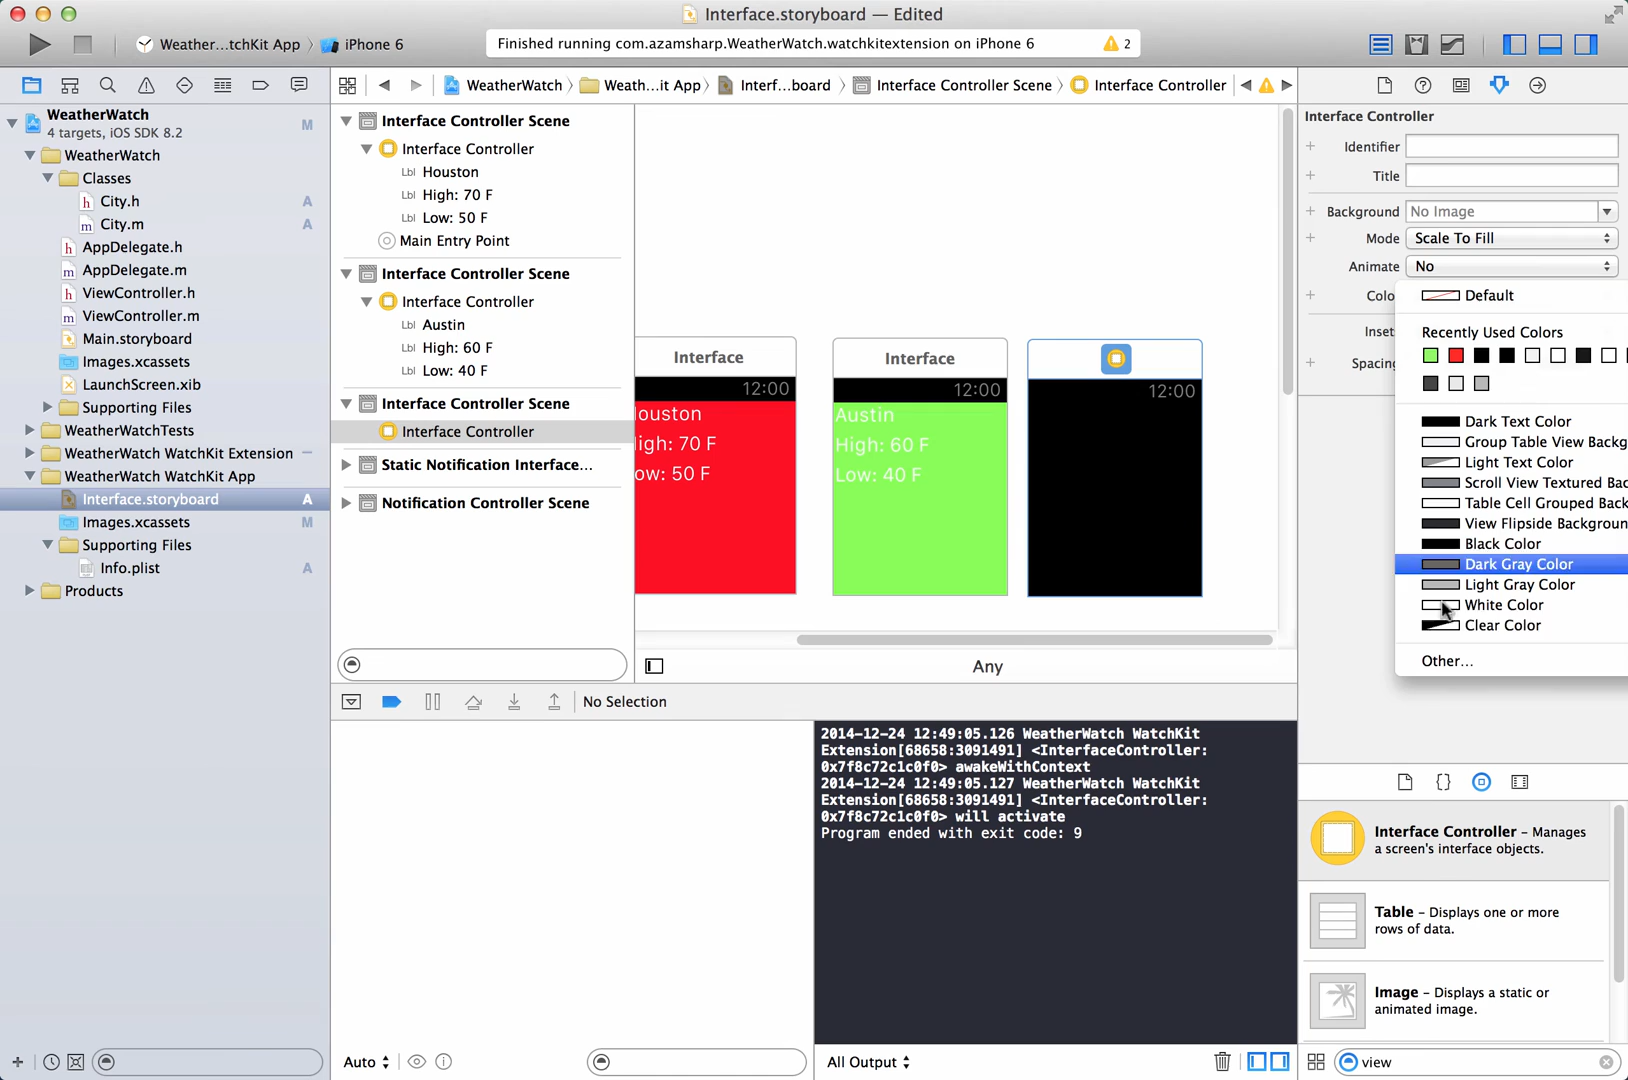 Interface.storyboard — Edited
Weather...tchKit App
iPhone 6
Finished running com.azamsharp.WeatherWatch.watchkitextension on iPhone 6
2
WeatherWatch
4 targets, iOS SDK 8.2
M
WeatherWatch
Classes
City.h
A
City.m
A
AppDelegate.h
AppDelegate.m
ViewController.h
ViewController.m
Main.storyboard
Images.xcassets
LaunchScreen.xib
Supporting Files
WeatherWatchTests
WeatherWatch WatchKit Extension
WeatherWatch WatchKit App
Interface.storyboard
A
Images.xcassets
M
Supporting Files
Info.plist
A
Products
WeatherWatch
Weath...it App
Interf...board
Interface Controller Scene
Interface Controller
Interface Controller Scene
Interface Controller
Lbl Houston
Lbl High: 70 F
Lbl Low: 50 F
Main Entry Point
Interface Controller Scene
Interface Controller
Lbl Austin
Lbl High: 60 F
Lbl Low: 40 F
Interface Controller Scene
Interface Controller
Static Notification Interface...
Notification Controller Scene
Interface
12:00
Houston
High: 70 F
Low: 50 F
Interface
12:00
Austin
High: 60 F
Low: 40 F
12:00
Any
No Selection
2014-12-24 12:49:05.126 WeatherWatch WatchKit
Extension[68658:3091491] <InterfaceController:
0x7f8c72c1c0f0> awakeWithContext
2014-12-24 12:49:05.127 WeatherWatch WatchKit
Extension[68658:3091491] <InterfaceController:
0x7f8c72c1c0f0> will activate
Program ended with exit code: 9
Auto
All Output
Interface Controller
Identifier
Title
Background
No Image
Mode
Scale To Fill
Animate
No
Colo
Inset
Spacing
Default
Recently Used Colors
Dark Text Color
Group Table View Backg
Light Text Color
Scroll View Textured Bac
Table Cell Grouped Back
View Flipside Backgroun
Black Color
Dark Gray Color
Light Gray Color
White Color
Clear Color
Other...
Interface Controller – Manages
a screen's interface objects.
Table – Displays one or more
rows of data.
Image – Displays a static or
animated image.
view